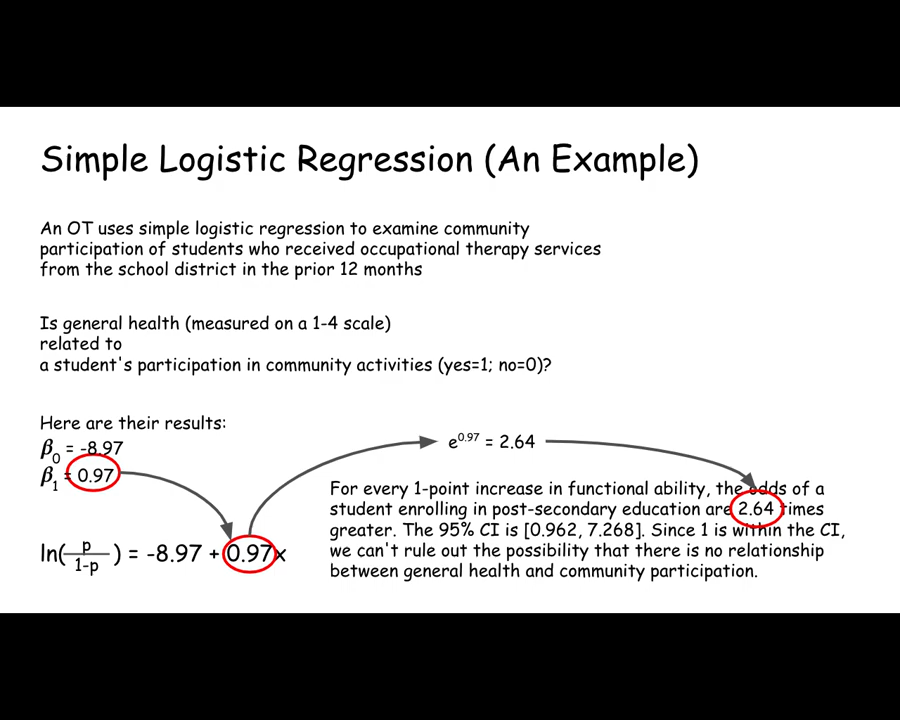 Simple Logistic Regression (An Example)
An OT uses simple logistic regression to examine community
participation of students who received occupational therapy services
from the school district in the prior 12 months
Is general health (measured on a 1-4 scale)
related to
a student's participation in community activities (yes=1; no=0)?
Here are their results:
β₀ = -8.97
β₁ = 0.97
ln(p/1-p) = -8.97 + 0.97x
e^0.97 = 2.64
For every 1-point increase in functional ability, the odds of a
student enrolling in post-secondary education are 2.64 times
greater. The 95% CI is [0.962, 7.268]. Since 1 is within the CI,
we can't rule out the possibility that there is no relationship
between general health and community participation.